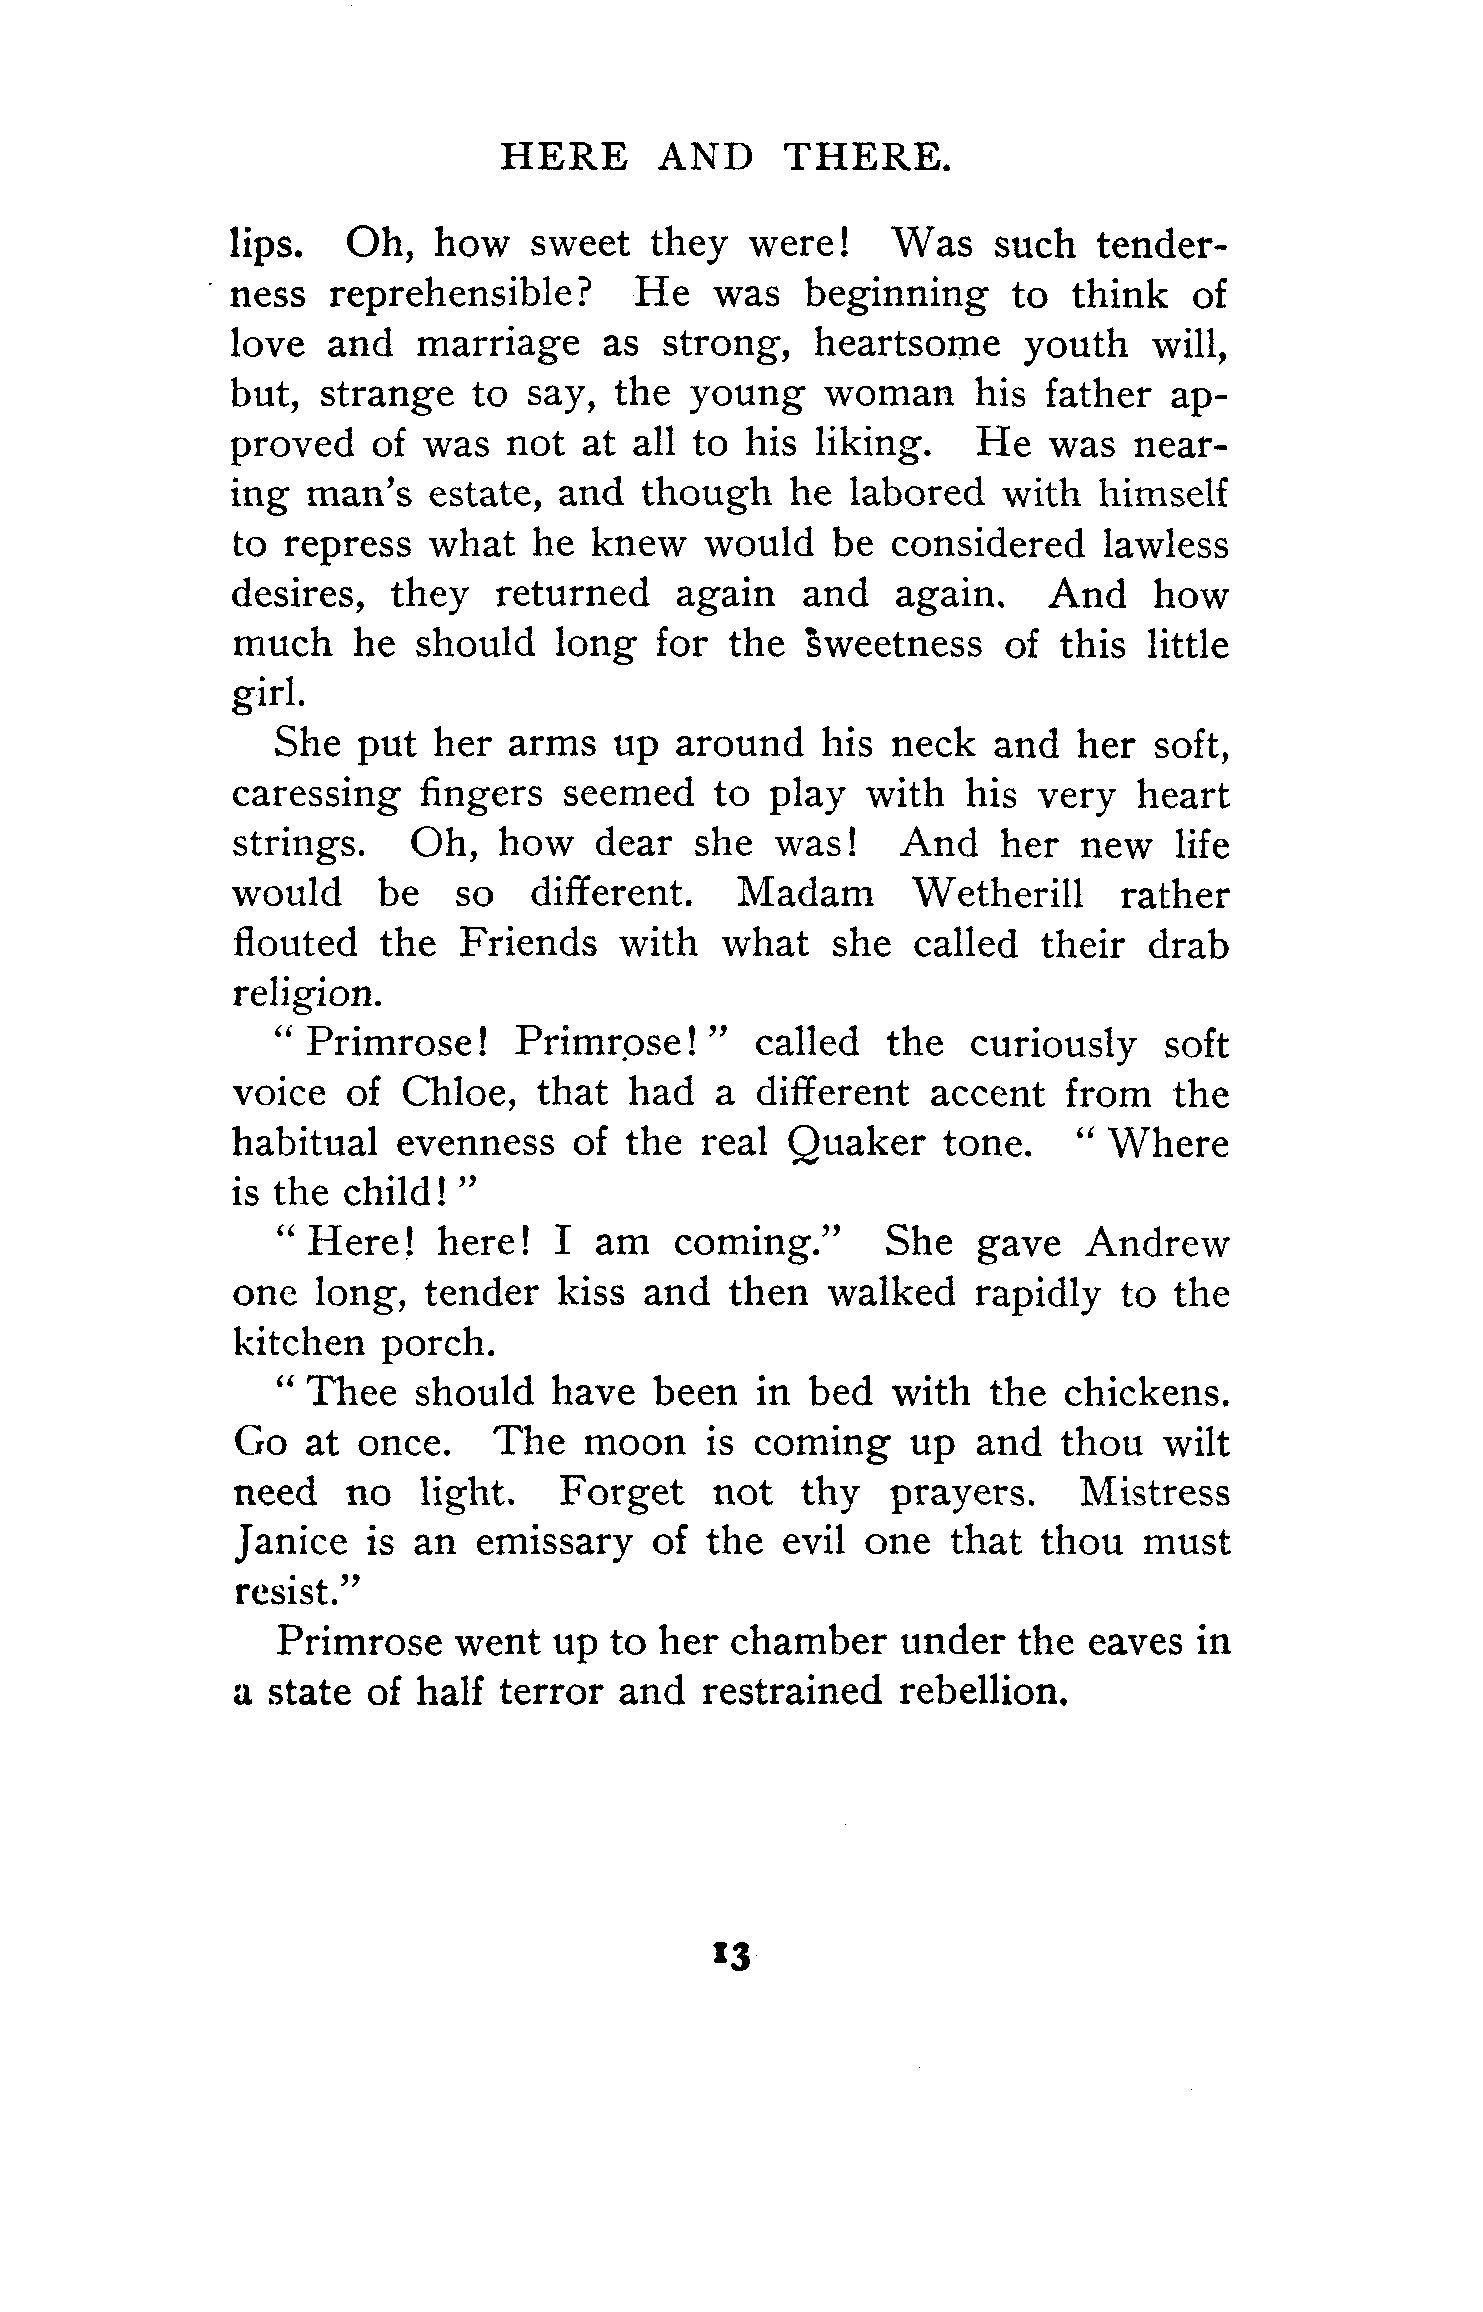 HERE AND THERE.
lips. Oh, how sweet they were! Was such tender-
ness reprehensible? He was beginning to think of
love and marriage as strong, heartsome youth will,
but, strange to say, the young woman his father ap-
proved of was not at all to his liking. He was near-
ing man's estate, and though he labored with himself
to repress what he knew would be considered lawless
desires, they returned again and again. And how
much he should long for the sweetness of this little
girl.
She put her arms up around his neck and her soft,
caressing fingers seemed to play with his very heart
strings. Oh, how dear she was! And her new life
would be so different. Madam Wetherill rather
flouted the Friends with what she called their drab
religion.
" Primrose! Primrose! " called the curiously soft
voice of Chloe, that had a different accent from the
habitual evenness of the real Quaker tone. " Where
is the child! "
" Here! here! I am coming." She gave Andrew
one long, tender kiss and then walked rapidly to the
kitchen porch.
" Thee should have been in bed with the chickens.
Go at once. The moon is coming up and thou wilt
need no light. Forget not thy prayers. Mistress
Janice is an emissary of the evil one that thou must
resist."
Primrose went up to her chamber under the eaves in
a state of half terror and restrained rebellion.
13